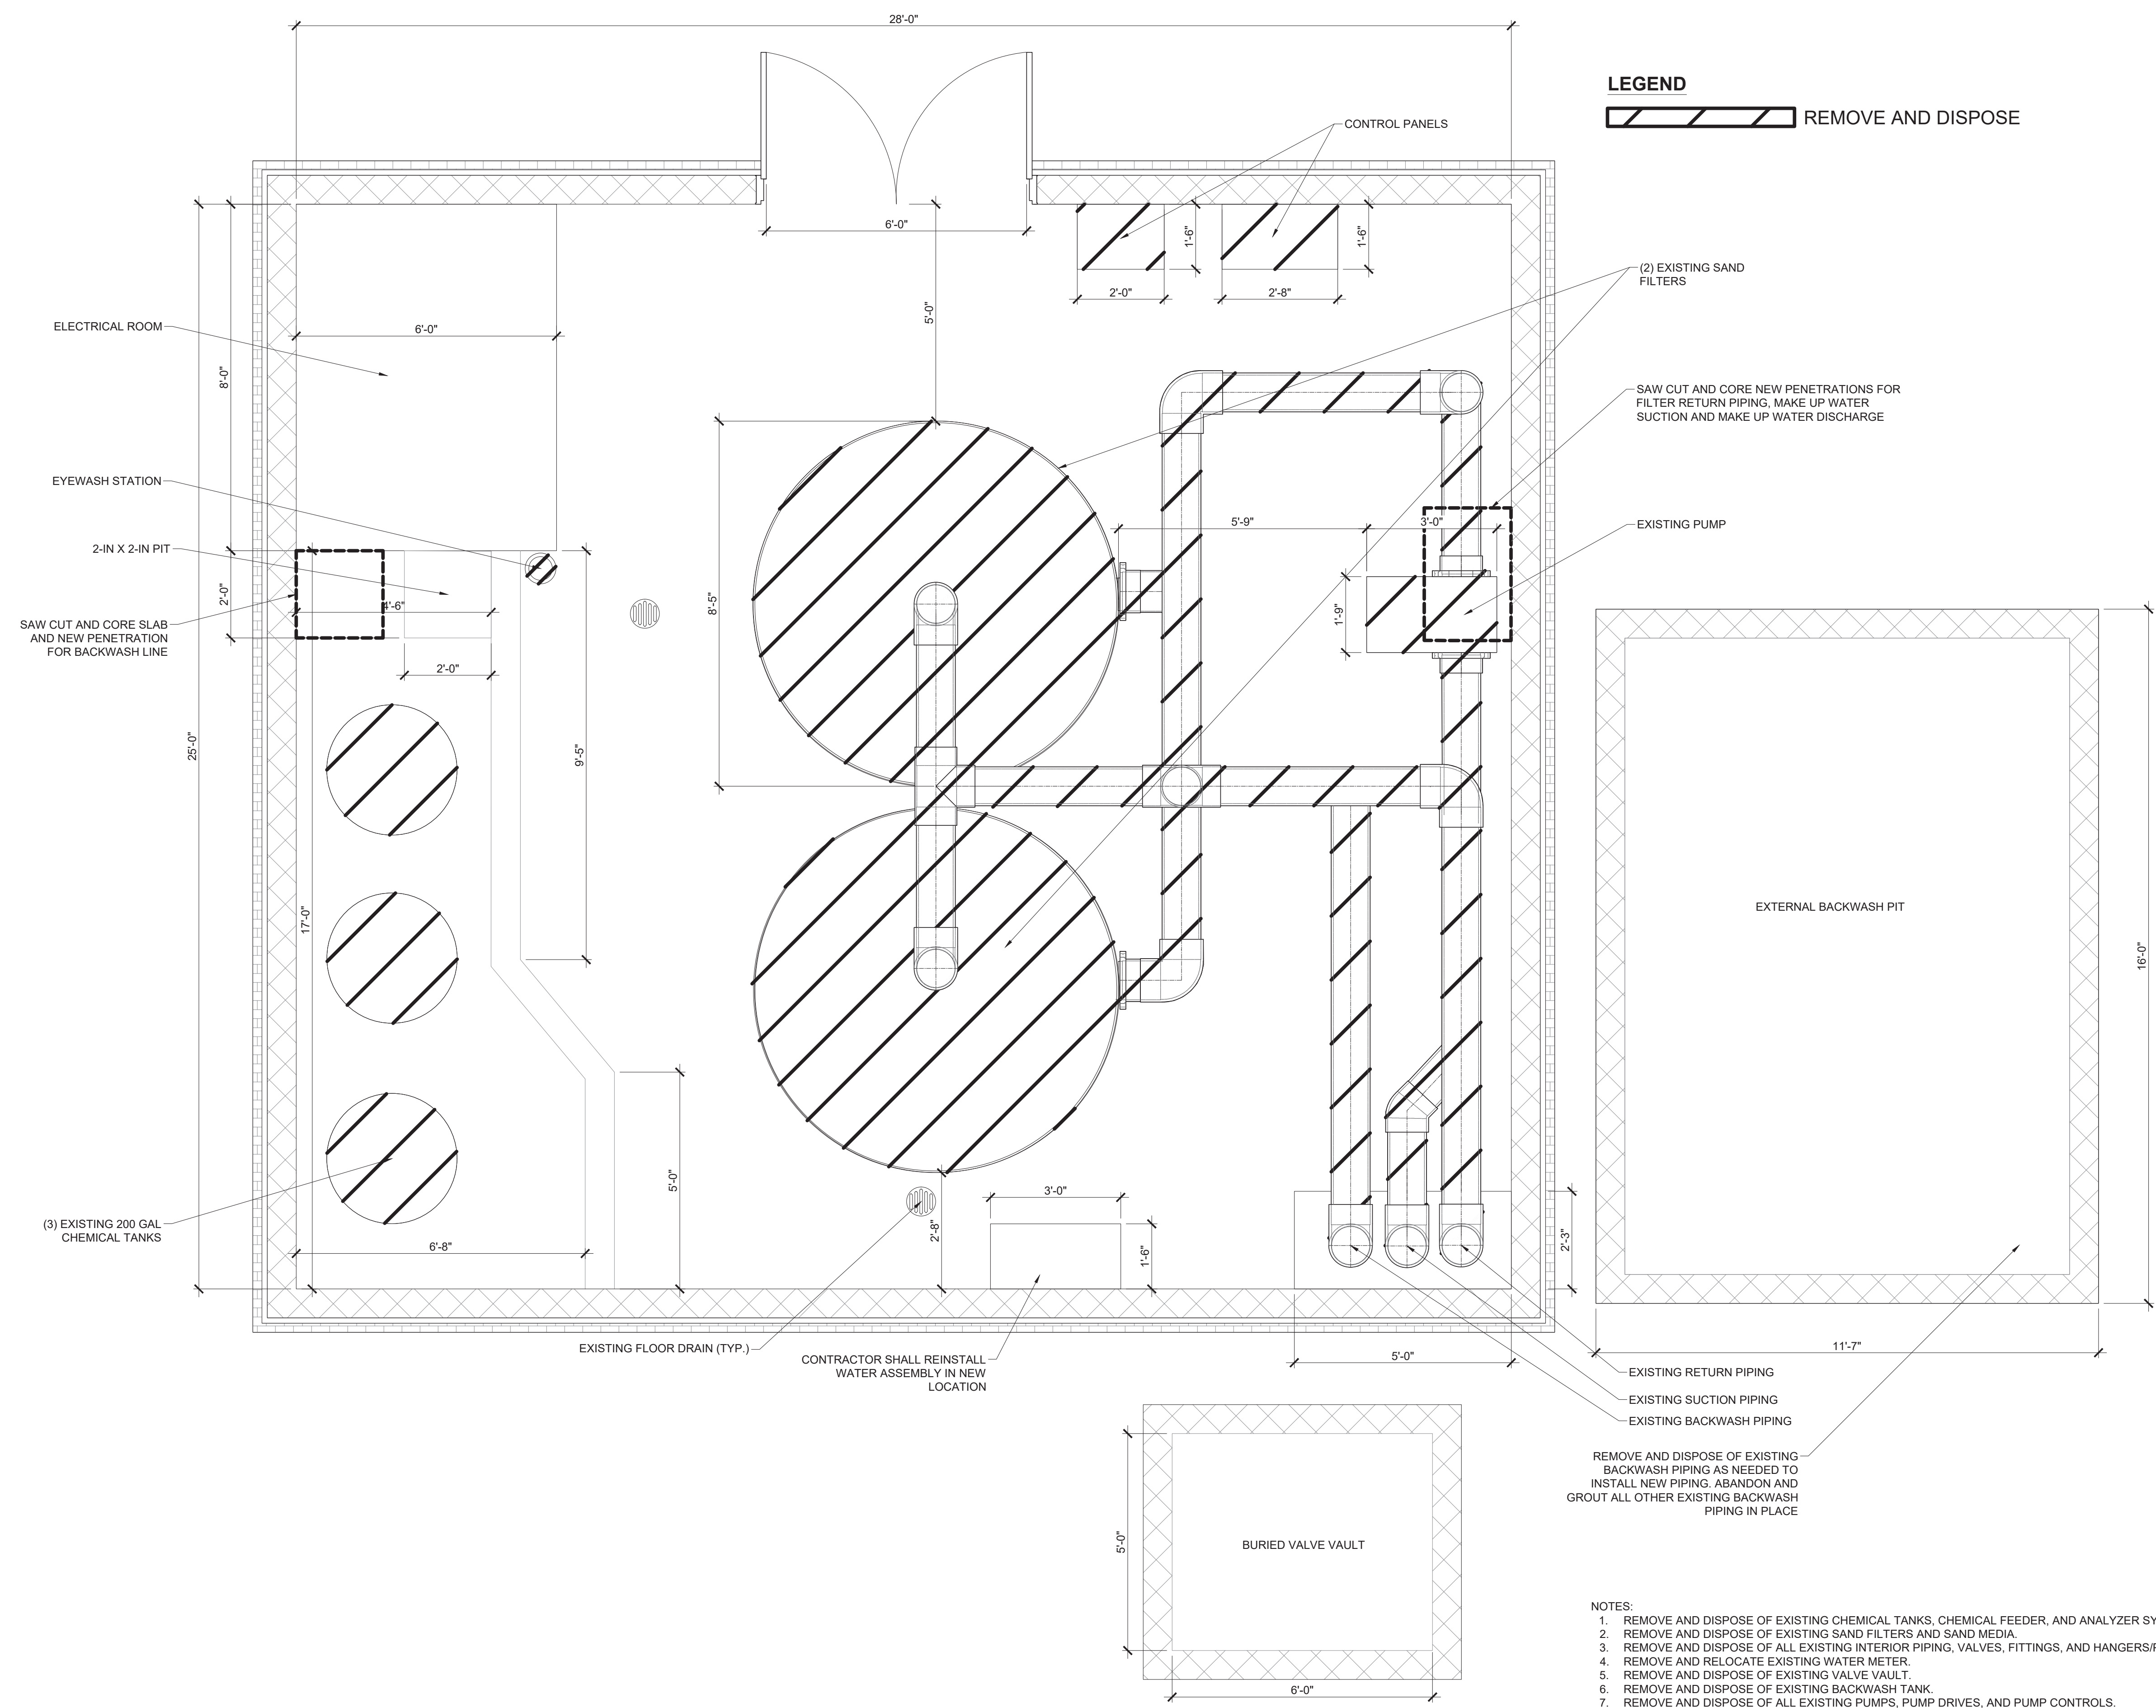 28'-0"
LEGEND
REMOVE AND DISPOSE
CONTROL PANELS
6'-0"
1'-6"
1'-6"
2'-0"
2'-8"
5'-0"
(2) EXISTING SAND
FILTERS
ELECTRICAL ROOM
6'-0"
8'-0"
SAW CUT AND CORE NEW PENETRATIONS FOR
FILTER RETURN PIPING, MAKE UP WATER
SUCTION AND MAKE UP WATER DISCHARGE
EYEWASH STATION
5'-9"
3'-0"
EXISTING PUMP
2-IN X 2-IN PIT
2'-0"
4'-6"
8'-5"
1'-9"
SAW CUT AND CORE SLAB
AND NEW PENETRATION
FOR BACKWASH LINE
2'-0"
25'-0"
9'-5"
17'-0"
EXTERNAL BACKWASH PIT
16'-0"
5'-0"
(3) EXISTING 200 GAL
CHEMICAL TANKS
6'-8"
2'-8"
3'-0"
1'-6"
2'-3"
EXISTING FLOOR DRAIN (TYP.)
CONTRACTOR SHALL REINSTALL
WATER ASSEMBLY IN NEW
LOCATION
5'-0"
11'-7"
EXISTING RETURN PIPING
EXISTING SUCTION PIPING
EXISTING BACKWASH PIPING
REMOVE AND DISPOSE OF EXISTING
BACKWASH PIPING AS NEEDED TO
INSTALL NEW PIPING. ABANDON AND
GROUT ALL OTHER EXISTING BACKWASH
PIPING IN PLACE
5'-0"
BURIED VALVE VAULT
6'-0"
NOTES:
1. REMOVE AND DISPOSE OF EXISTING CHEMICAL TANKS, CHEMICAL FEEDER, AND ANALYZER
2. REMOVE AND DISPOSE OF EXISTING SAND FILTERS AND SAND MEDIA.
3. REMOVE AND DISPOSE OF ALL EXISTING INTERIOR PIPING, VALVES, FITTINGS, AND HANGERS/
4. REMOVE AND RELOCATE EXISTING WATER METER.
5. REMOVE AND DISPOSE OF EXISTING VALVE VAULT.
6. REMOVE AND DISPOSE OF EXISTING BACKWASH TANK.
7. REMOVE AND DISPOSE OF ALL EXISTING PUMPS, PUMP DRIVES, AND PUMP CONTROLS.